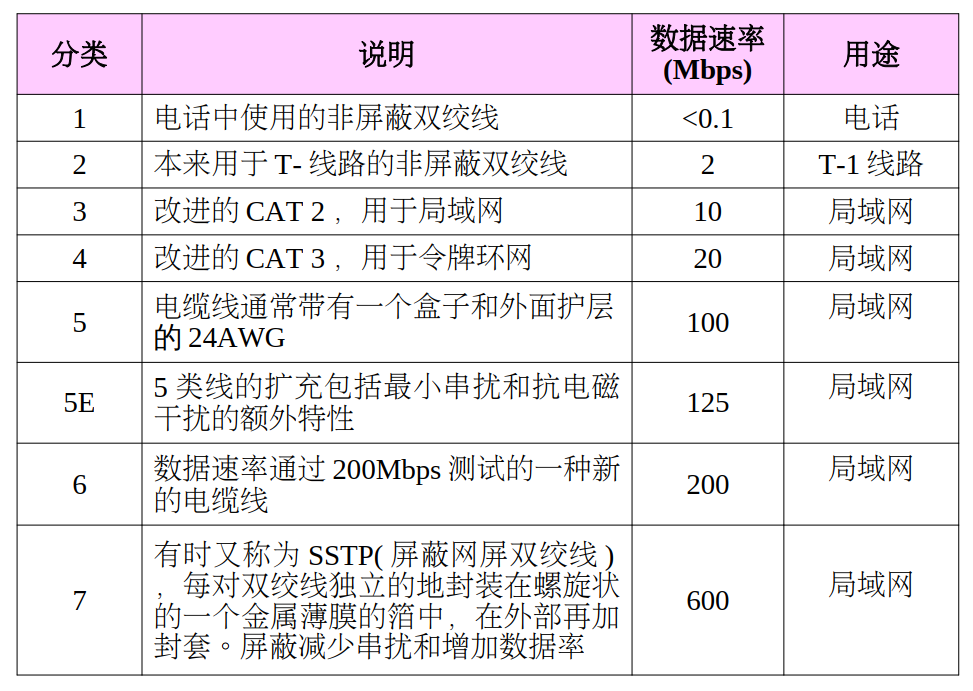 分类 说明 数据速率 (Mbps) 用途
1 电话中使用的非屏蔽双绞线 <0.1 电话
2 本来用于 T- 线路的非屏蔽双绞线 2 T-1 线路
3 改进的 CAT 2 ，用于局域网 10 局域网
4 改进的 CAT 3 ，用于令牌环网 20 局域网
5 电缆线通常带有一个盒子和外面护层 100 局域网
的 24AWG
5E 5 类线的扩充包括最小串扰和抗电磁 125 局域网
干扰的额外特性
6 数据速率通过 200Mbps 测试的一种新 200 局域网
的电缆线
7 有时又称为 SSTP( 屏蔽网屏双绞线 ) 600 局域网
，每对双绞线独立的地封装在螺旋状
的一个金属薄膜的箔中，在外部再加
封套。屏蔽减少串扰和增加数据率